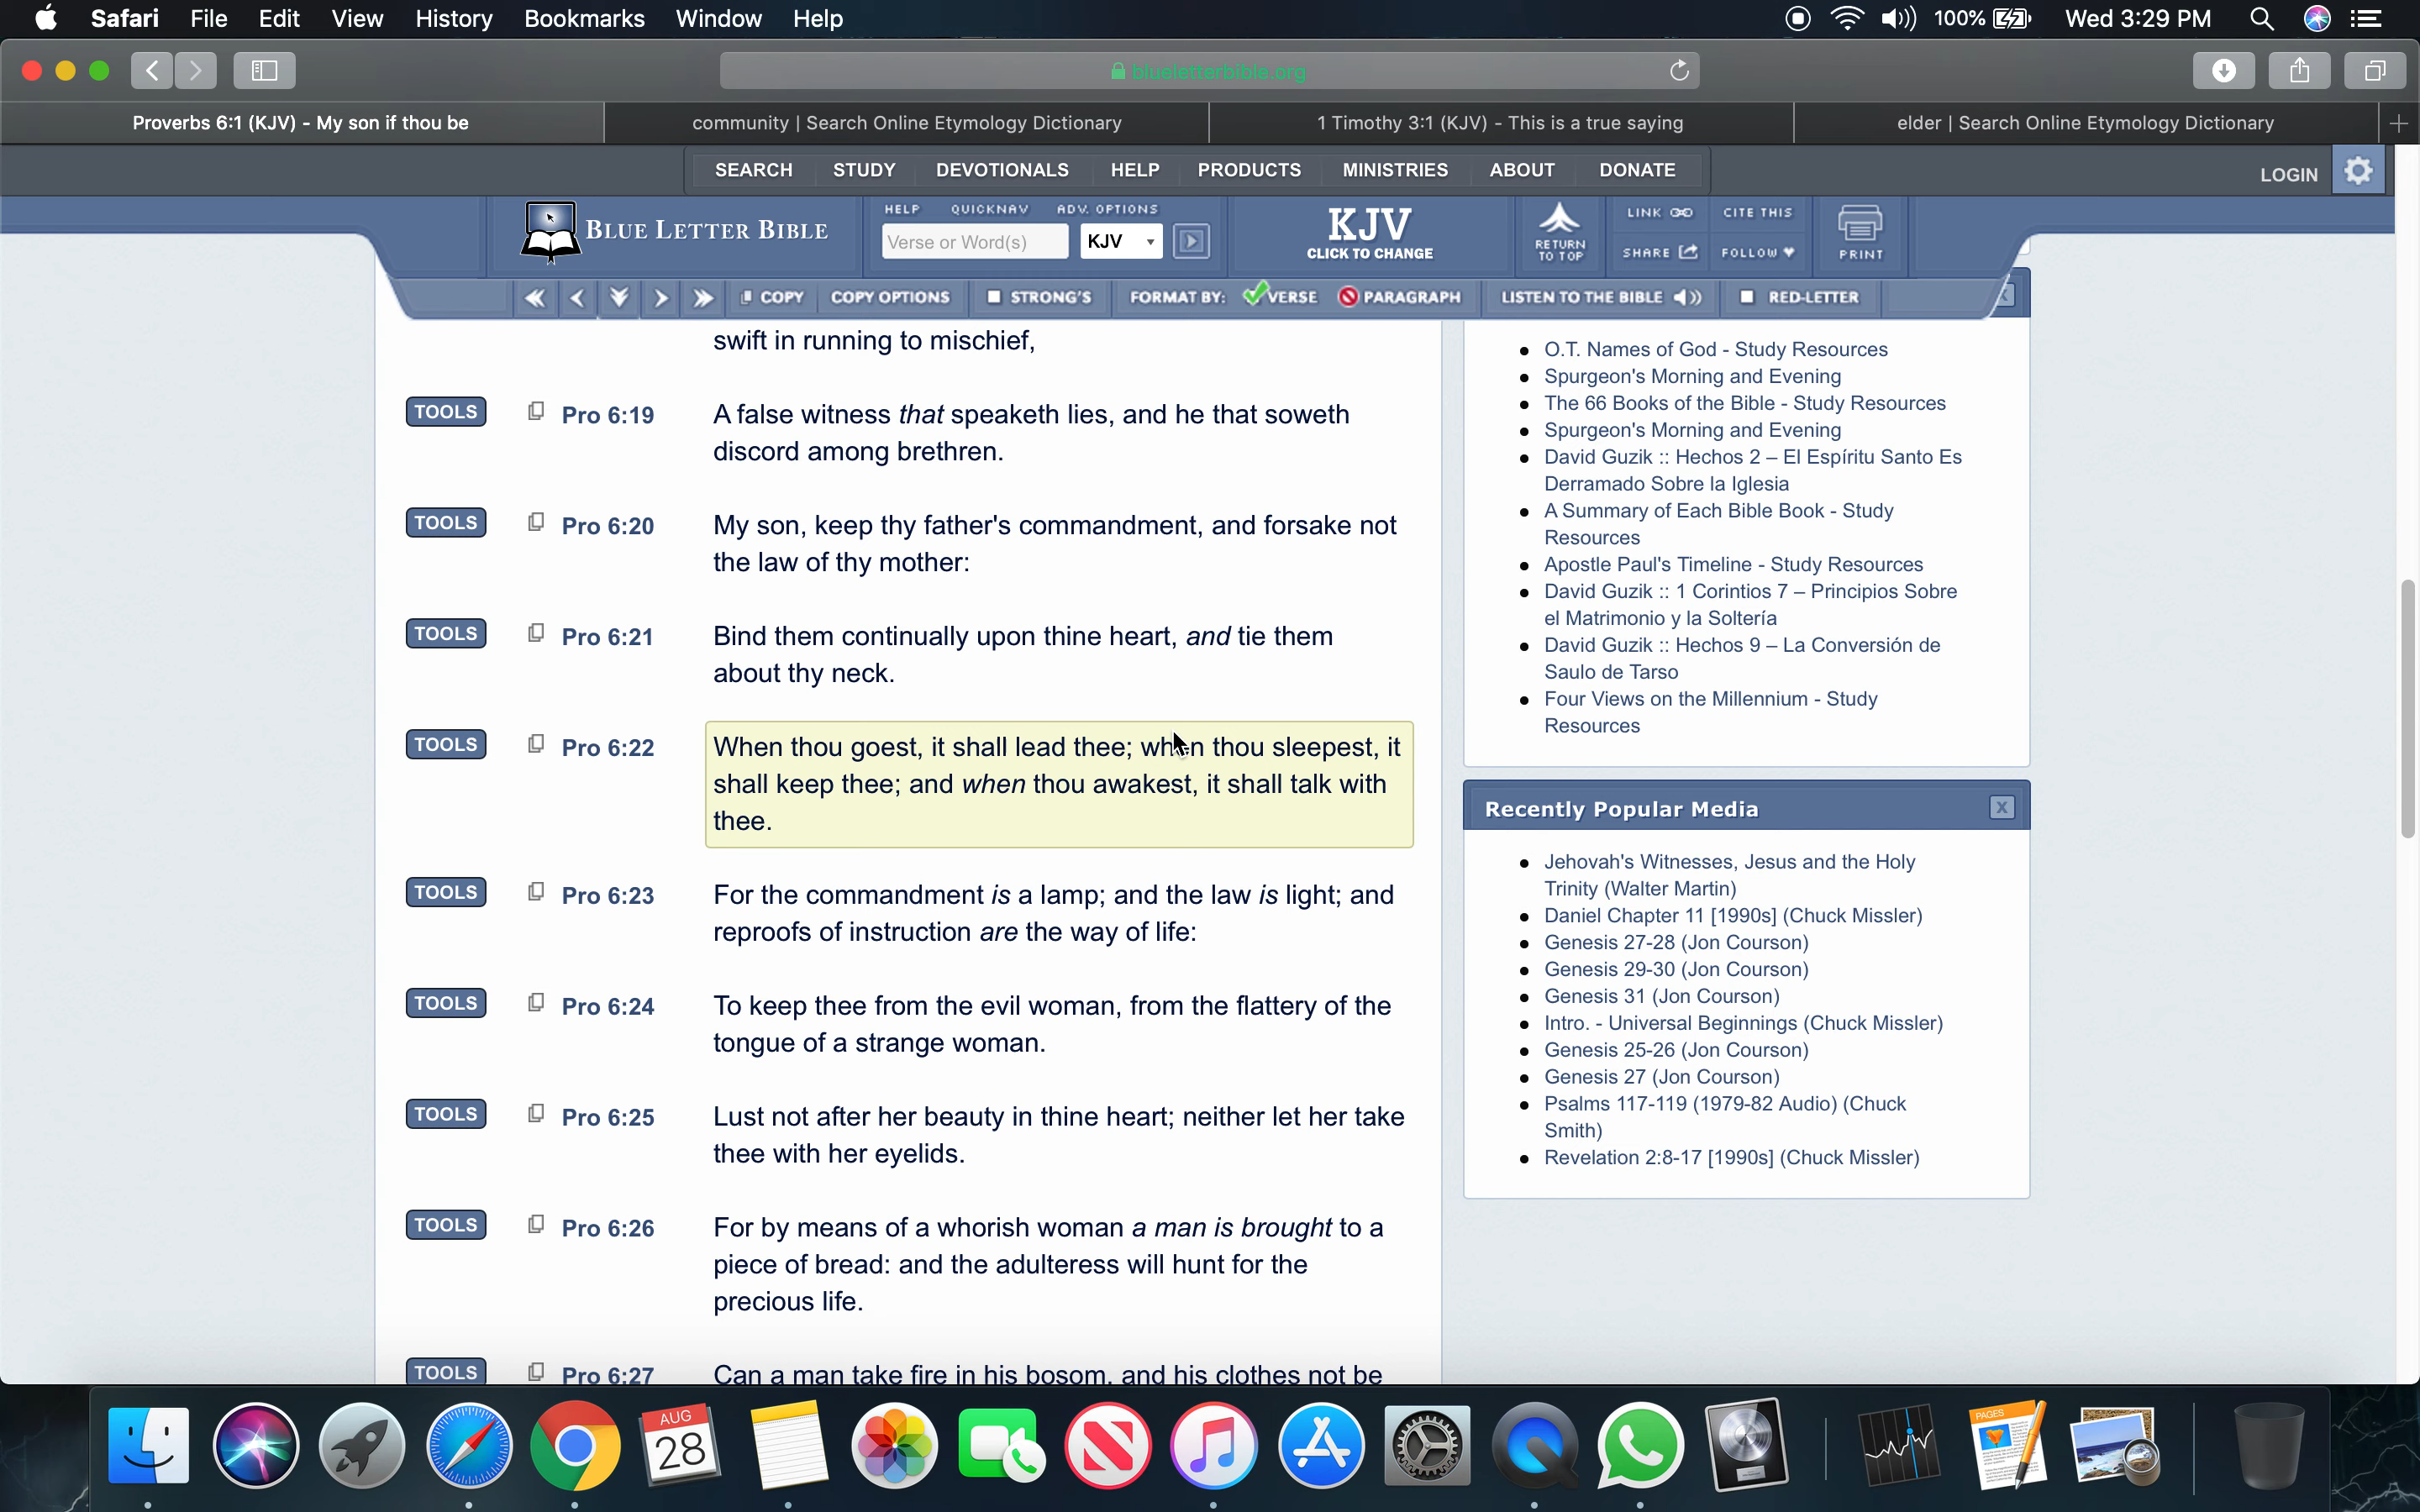 Safari File Edit View History Bookmarks Window Help 100% Wed 3:29 PM
blueletterbible.org
Proverbs 6:1 (KJV) - My son if thou be
community | Search Online Etymology Dictionary
1 Timothy 3:1 (KJV) - This is a true saying
elder | Search Online Etymology Dictionary
SEARCH STUDY DEVOTIONALS HELP PRODUCTS MINISTRIES ABOUT DONATE
LOGIN
BLUE LETTER BIBLE
HELP QUICKNAV ADV. OPTIONS
Verse or Word(s) KJV
KJV
CLICK TO CHANGE
RETURN
TO TOP
LINK CITE THIS
SHARE FOLLOW
PRINT
COPY COPY OPTIONS STRONG'S FORMAT BY: VERSE PARAGRAPH LISTEN TO THE BIBLE RED-LETTER
swift in running to mischief,
TOOLS Pro 6:19 A false witness that speaketh lies, and he that soweth
discord among brethren.
TOOLS Pro 6:20 My son, keep thy father's commandment, and forsake not
the law of thy mother:
TOOLS Pro 6:21 Bind them continually upon thine heart, and tie them
about thy neck.
TOOLS Pro 6:22 When thou goest, it shall lead thee; when thou sleepest, it
shall keep thee; and when thou awakest, it shall talk with
thee.
TOOLS Pro 6:23 For the commandment is a lamp; and the law is light; and
reproofs of instruction are the way of life:
TOOLS Pro 6:24 To keep thee from the evil woman, from the flattery of the
tongue of a strange woman.
TOOLS Pro 6:25 Lust not after her beauty in thine heart; neither let her take
thee with her eyelids.
TOOLS Pro 6:26 For by means of a whorish woman a man is brought to a
piece of bread: and the adulteress will hunt for the
precious life.
TOOLS Pro 6:27 Can a man take fire in his bosom, and his clothes not be
X
O.T. Names of God - Study Resources
Spurgeon's Morning and Evening
The 66 Books of the Bible - Study Resources
Spurgeon's Morning and Evening
David Guzik :: Hechos 2 – El Espíritu Santo Es
Derramado Sobre la Iglesia
A Summary of Each Bible Book - Study
Resources
Apostle Paul's Timeline - Study Resources
David Guzik :: 1 Corintios 7 – Principios Sobre
el Matrimonio y la Soltería
David Guzik :: Hechos 9 – La Conversión de
Saulo de Tarso
Four Views on the Millennium - Study
Resources
Recently Popular Media X
Jehovah's Witnesses, Jesus and the Holy
Trinity (Walter Martin)
Daniel Chapter 11 [1990s] (Chuck Missler)
Genesis 27-28 (Jon Courson)
Genesis 29-30 (Jon Courson)
Genesis 31 (Jon Courson)
Intro. - Universal Beginnings (Chuck Missler)
Genesis 25-26 (Jon Courson)
Genesis 27 (Jon Courson)
Psalms 117-119 (1979-82 Audio) (Chuck
Smith)
Revelation 2:8-17 [1990s] (Chuck Missler)
AUG
28
PAGES